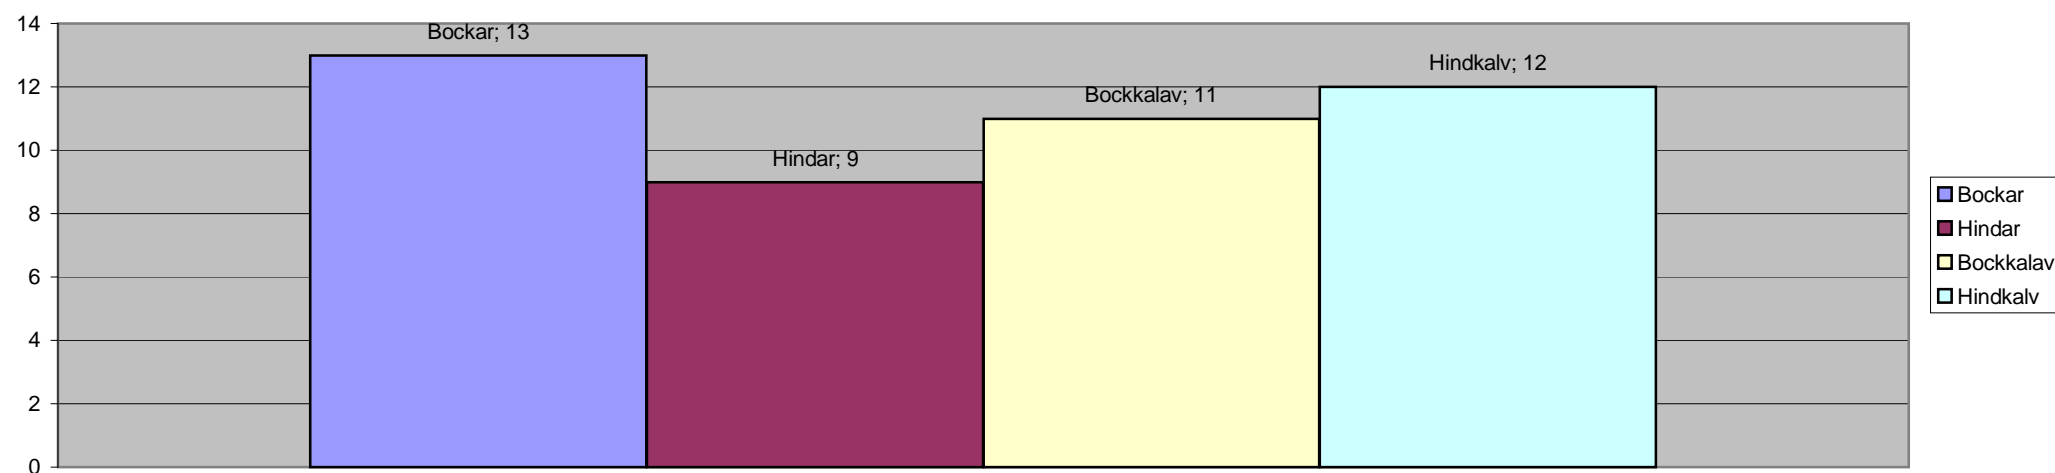 14
12
10
8
6
4
2
0
Bockar; 13
Hindar; 9
Bockkalav; 11
Hindkalv; 12
Bockar
Hindar
Bockkalav
Hindkalv